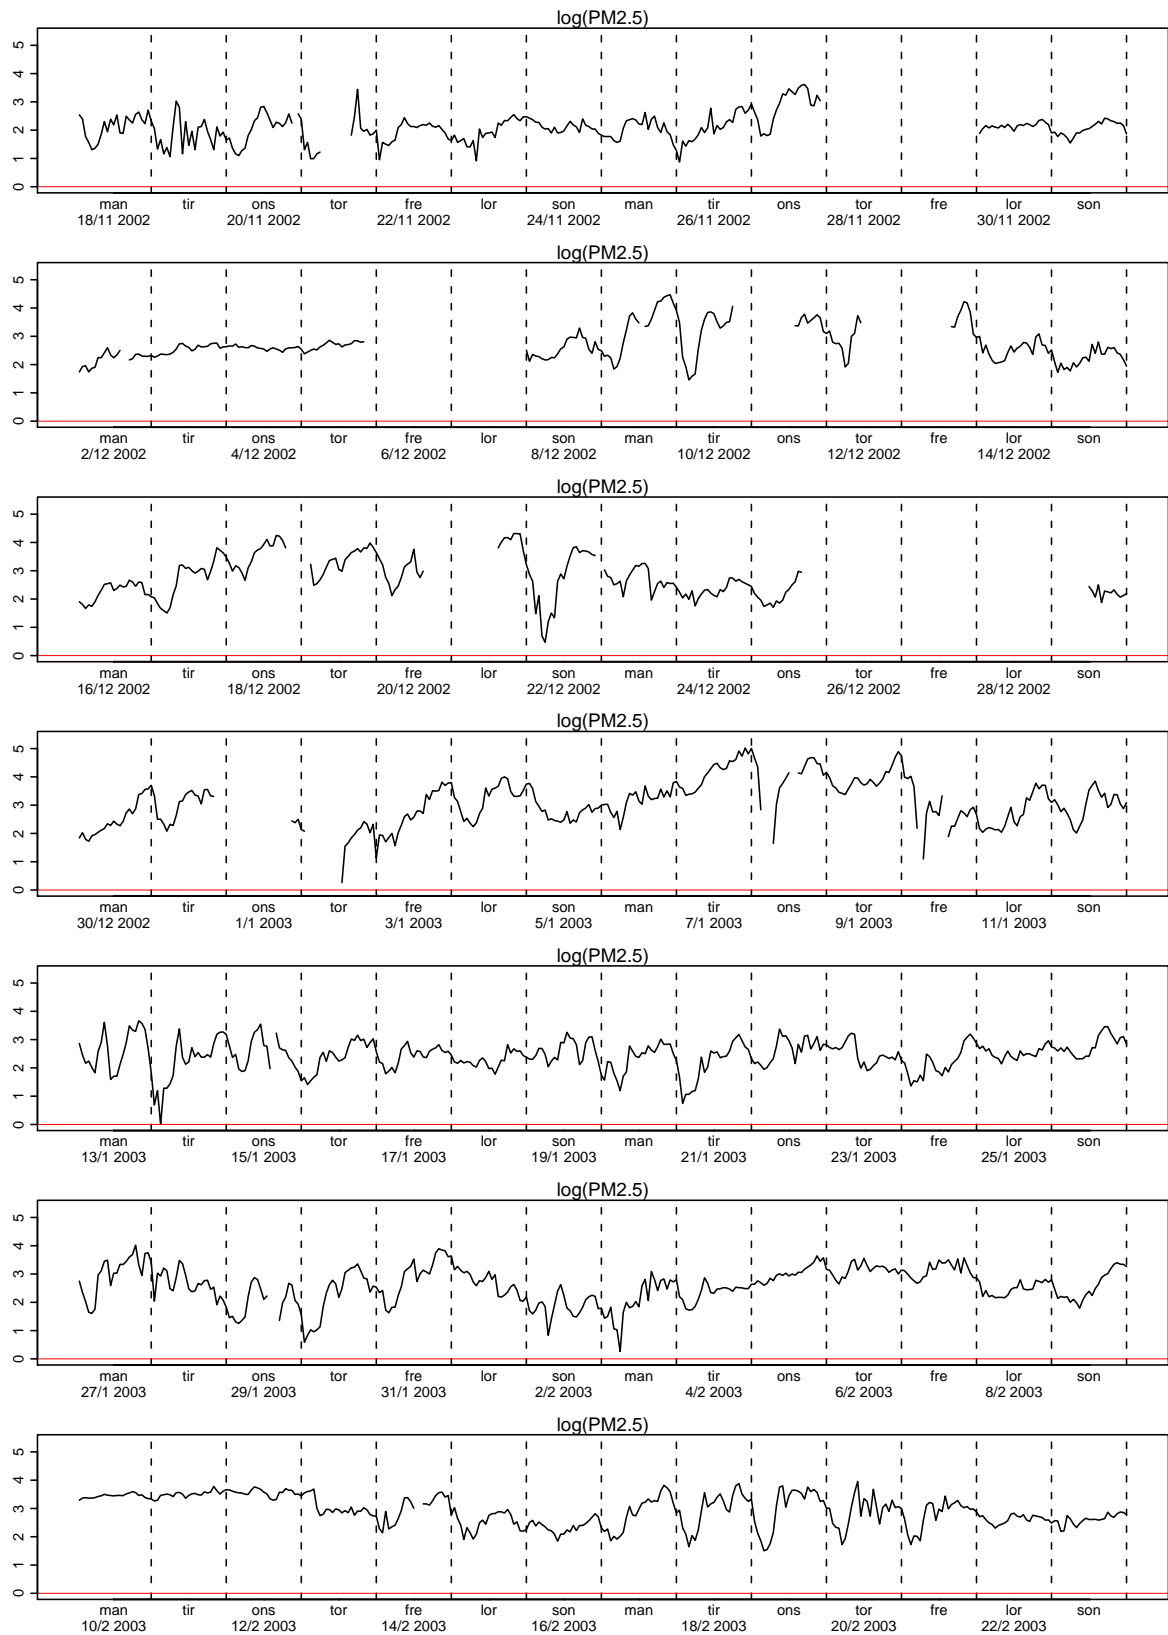 log(PM2.5)
5
4
3
2
1
0
man tir ons tor fre lor son man tir ons tor fre lor son
18/11 2002 20/11 2002 22/11 2002 24/11 2002 26/11 2002 28/11 2002 30/11 2002
log(PM2.5)
5
4
3
2
1
0
man tir ons tor fre lor son man tir ons tor fre lor son
2/12 2002 4/12 2002 6/12 2002 8/12 2002 10/12 2002 12/12 2002 14/12 2002
log(PM2.5)
5
4
3
2
1
0
man tir ons tor fre lor son man tir ons tor fre lor son
16/12 2002 18/12 2002 20/12 2002 22/12 2002 24/12 2002 26/12 2002 28/12 2002
log(PM2.5)
5
4
3
2
1
0
man tir ons tor fre lor son man tir ons tor fre lor son
30/12 2002 1/1 2003 3/1 2003 5/1 2003 7/1 2003 9/1 2003 11/1 2003
log(PM2.5)
5
4
3
2
1
0
man tir ons tor fre lor son man tir ons tor fre lor son
13/1 2003 15/1 2003 17/1 2003 19/1 2003 21/1 2003 23/1 2003 25/1 2003
log(PM2.5)
5
4
3
2
1
0
man tir ons tor fre lor son man tir ons tor fre lor son
27/1 2003 29/1 2003 31/1 2003 2/2 2003 4/2 2003 6/2 2003 8/2 2003
log(PM2.5)
5
4
3
2
1
0
man tir ons tor fre lor son man tir ons tor fre lor son
10/2 2003 12/2 2003 14/2 2003 16/2 2003 18/2 2003 20/2 2003 22/2 2003